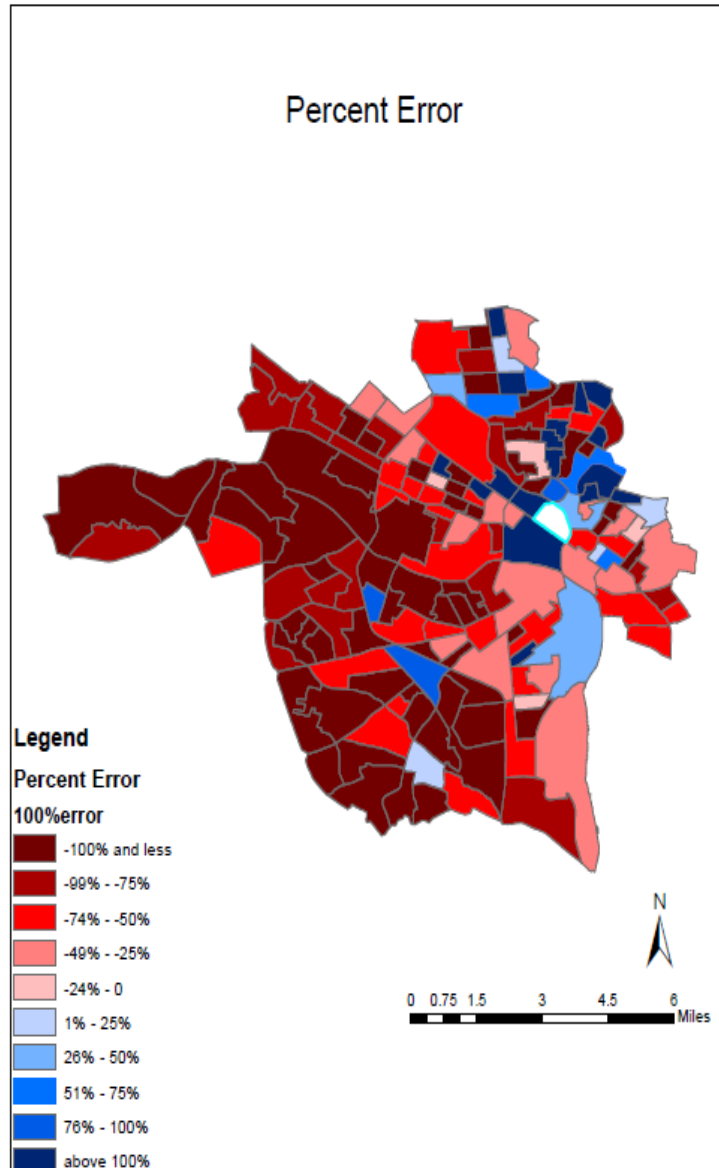 Percent Error
Legend
Percent Error
100%error
-100% and less
-99% - -75%
-74% - -50%
-49% - -25%
-24% - 0
1% - 25%
26% - 50%
51% - 75%
76% - 100%
above 100%
N
0 0.75 1.5 3 4.5 6
Miles